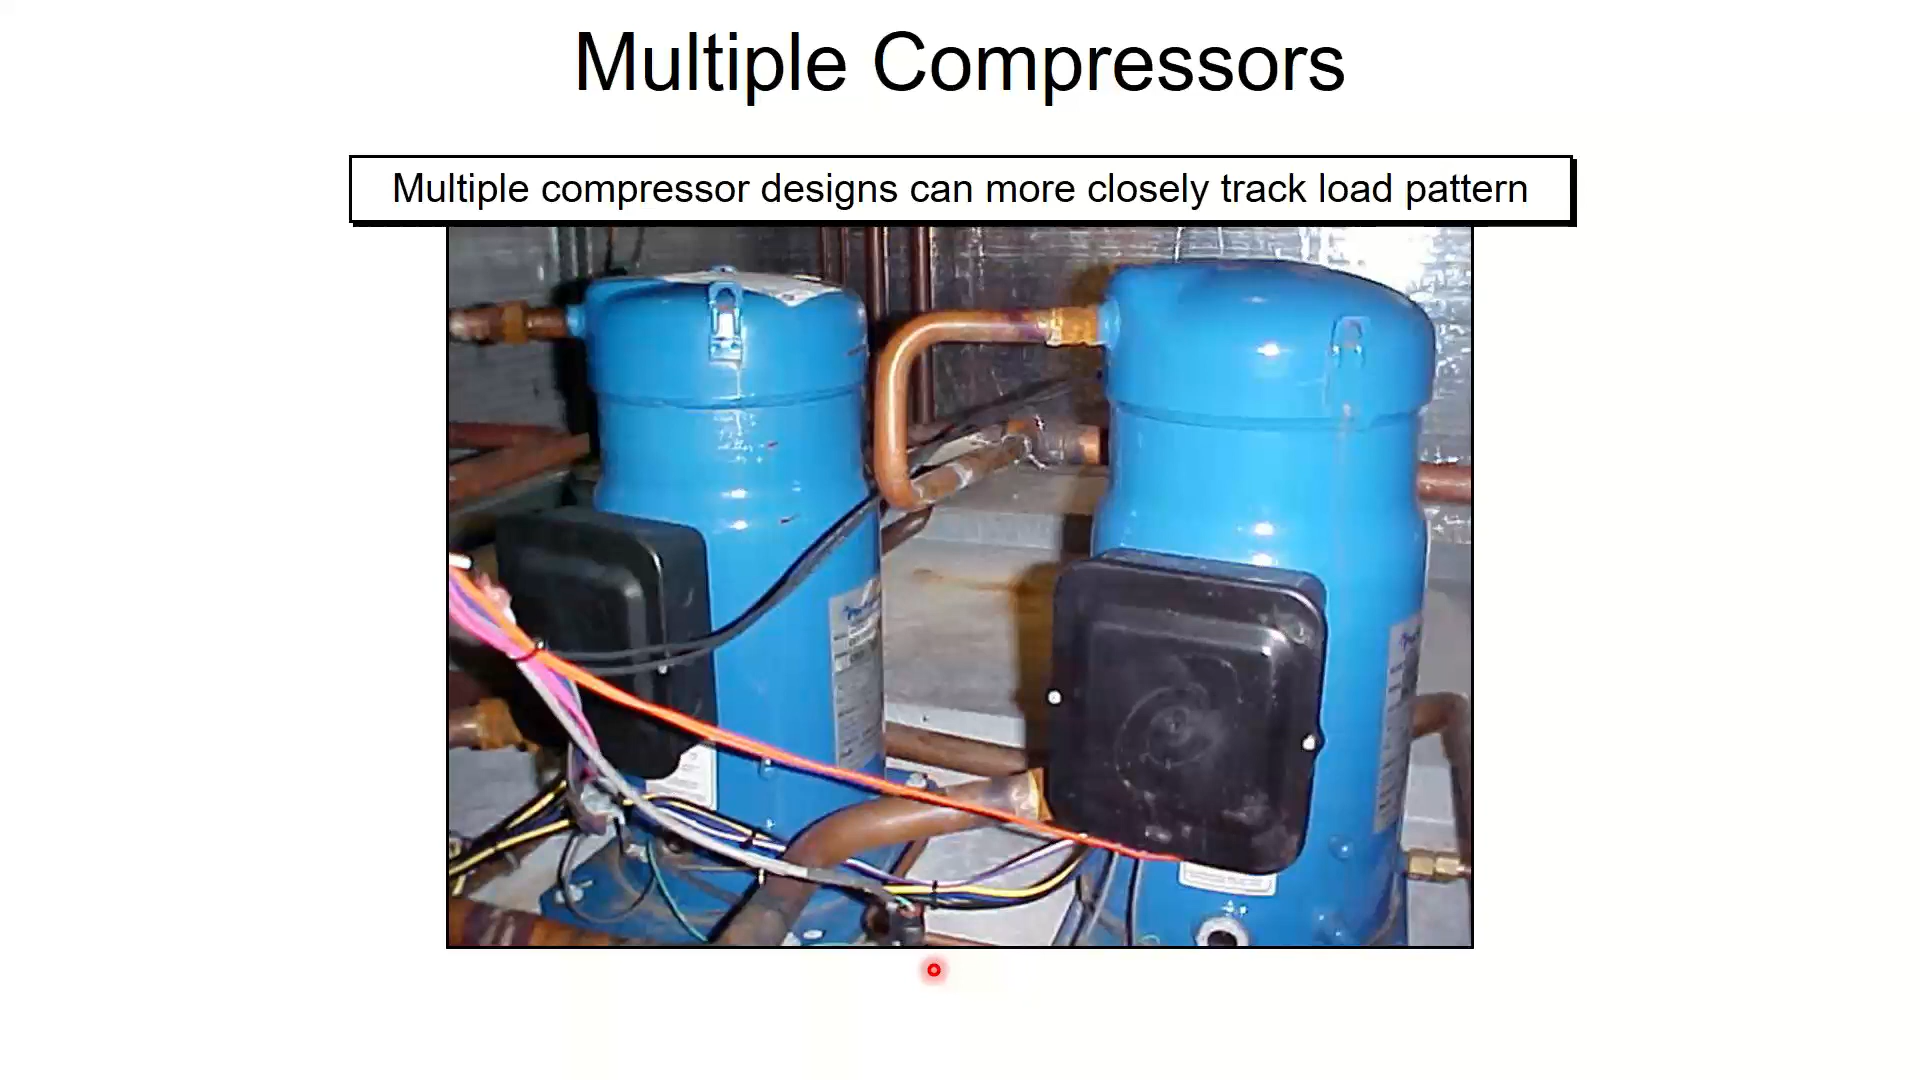 Multiple Compressors
Multiple compressor designs can more closely track load pattern